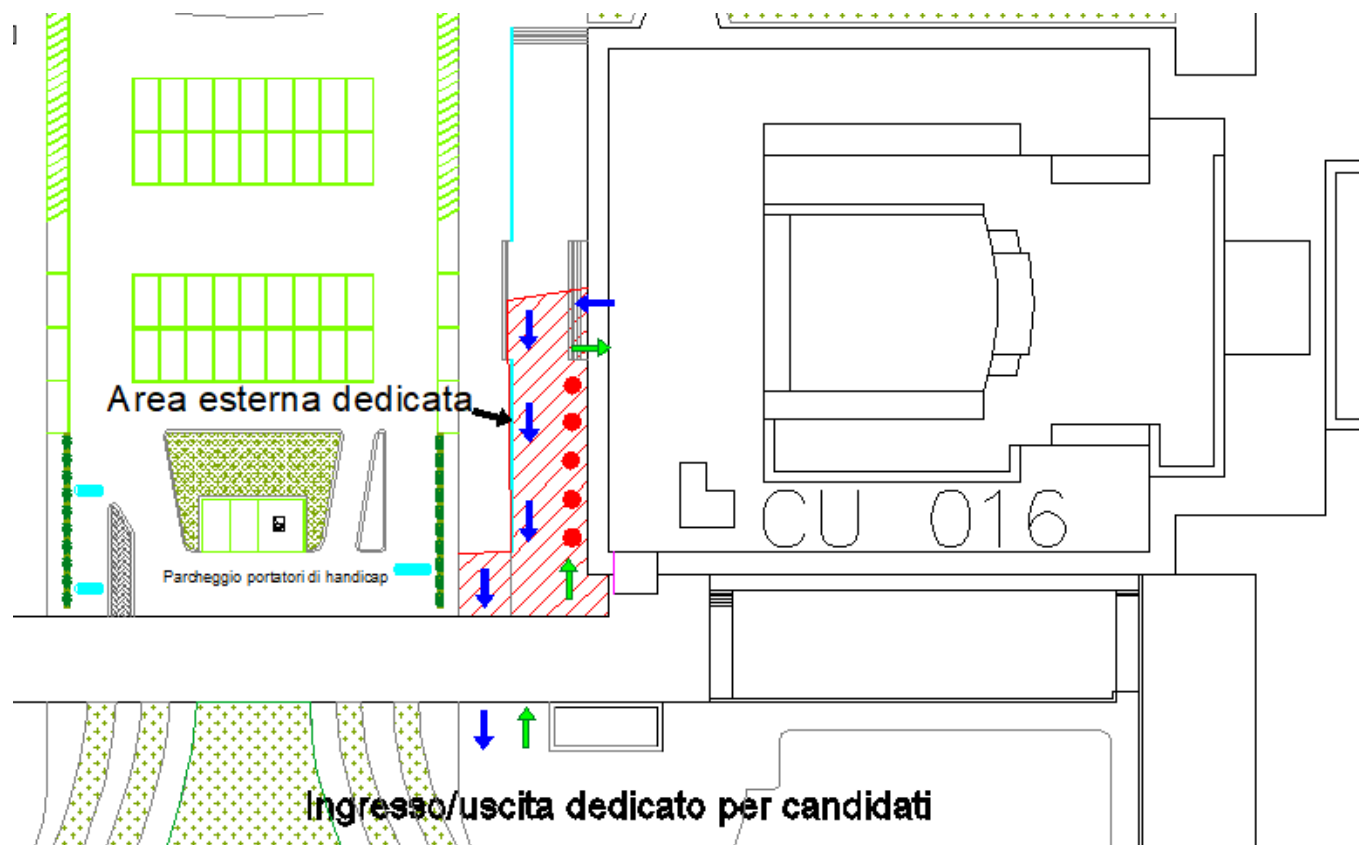 Area esterna dedicata
CU 016
Parcheggio portatori di handicap
Ingresso/uscita dedicato per candidati